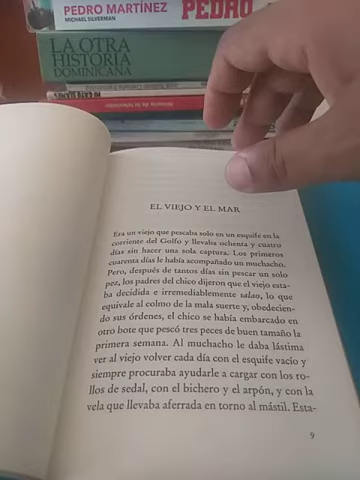 PEDRO MARTÍNEZ
MICHAEL SILVERMAN
PEDRO
LA OTRA
HISTORIA
DOMINICANA
EL VIEJO Y EL MAR
Era un viejo que pescaba solo en un esquife en la
corriente del Golfo y llevaba ochenta y cuatro
días sin hacer una sola captura. Los primeros
cuarenta días le había acompañado un muchacho.
Pero, después de tantos días sin pescar un solo
pez, los padres del chico dijeron que el viejo esta-
ba decidida e irremediablemente salao, lo que
equivale al colmo de la mala suerte y, obedecien-
do sus órdenes, el chico se había embarcado en
otro bote que pescó tres peces de buen tamaño la
primera semana. Al muchacho le daba lástima
ver al viejo volver cada día con el esquife vacío y
siempre procuraba ayudarle a cargar con los ro-
llos de sedal, con el bichero y el arpón, y con la
vela que llevaba aferrada en torno al mástil. Esta-
9